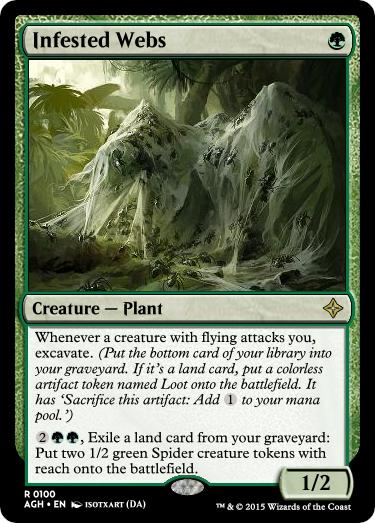 Infested Webs
Creature — Plant
Whenever a creature with flying attacks you,
excavate. (Put the bottom card of your library into
your graveyard. If it's a land card, put a colorless
artifact token named Loot onto the battlefield. It
has 'Sacrifice this artifact: Add 1 to your mana
pool.')
2, Exile a land card from your graveyard:
Put two 1/2 green Spider creature tokens with
reach onto the battlefield.
1/2
R 0100
AGH • EN ISOTXART (DA)
™ & © 2015 Wizards of the Coast